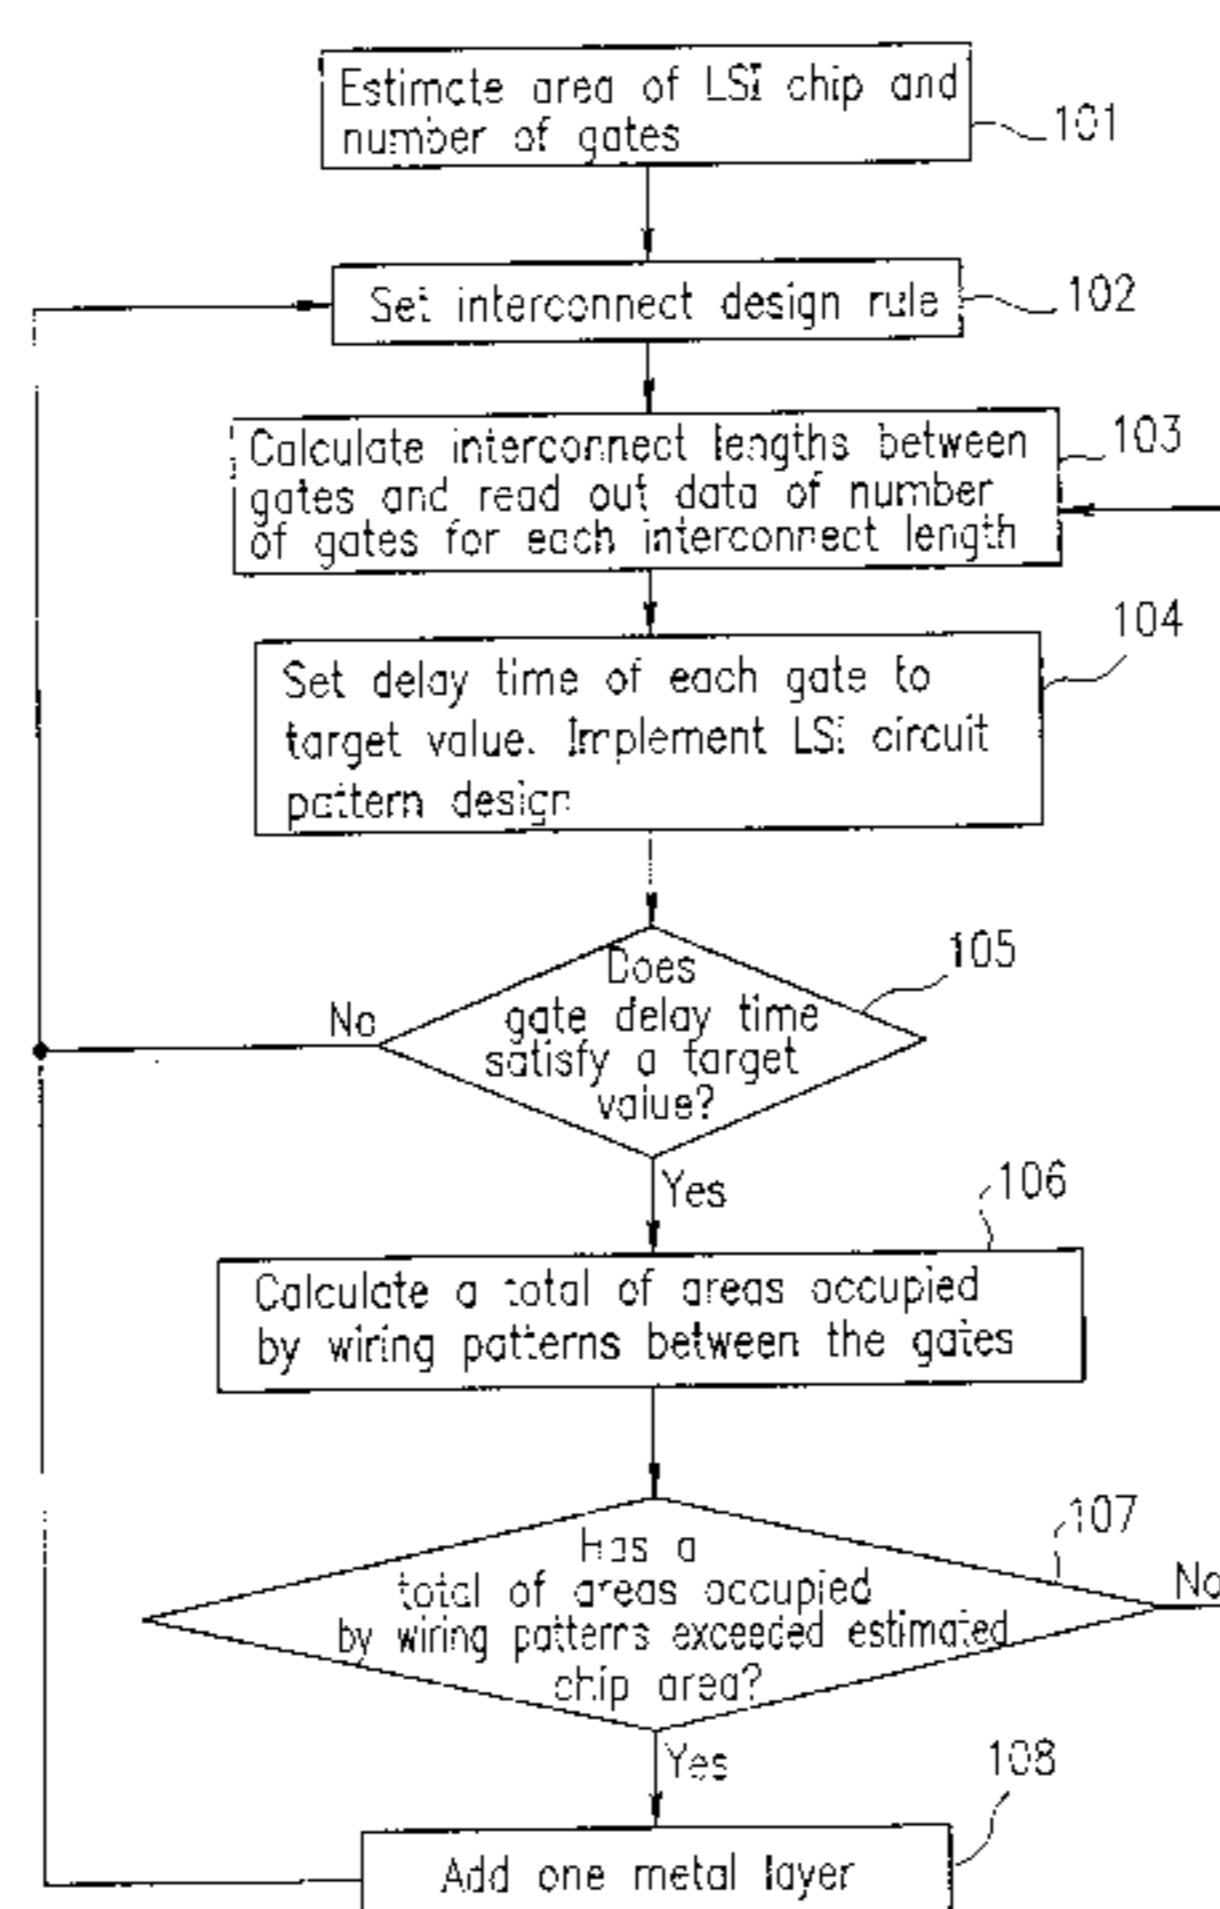 Estimate area of LSI chip and
number of gates
101
Set interconnect design rule
102
Calculate interconnect lengths between
gates and read out data of number
of gates for each interconnect length
103
Set delay time of each gate to
target value. Implement LSI circuit
pattern design
104
Does
gate delay time
satisfy a target
value?
105
No
Yes
106
Calculate a total of areas occupied
by wiring patterns between the gates
107
Has a
total of areas occupied
by wiring patterns exceeded estimated
chip area?
No
Yes
108
Add one metal layer